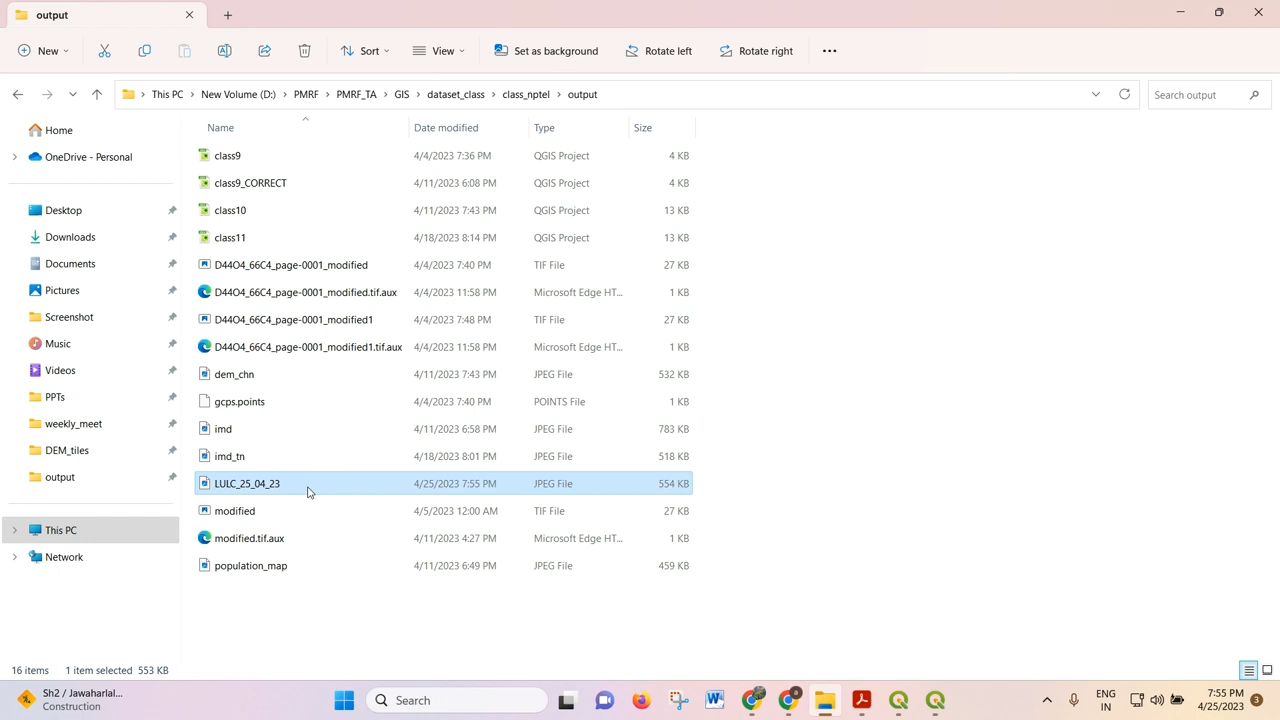 output
New
Sort
View
Set as background
Rotate left
Rotate right
This PC > New Volume (D:) > PMRF > PMRF_TA > GIS > dataset_class > class_nptel > output
Search output
Home
OneDrive - Personal
Desktop
Downloads
Documents
Pictures
Screenshot
Music
Videos
PPTs
weekly_meet
DEM_tiles
output
This PC
Network
Name Date modified Type Size
class9 4/4/2023 7:36 PM QGIS Project 4 KB
class9_CORRECT 4/11/2023 6:08 PM QGIS Project 4 KB
class10 4/11/2023 7:43 PM QGIS Project 13 KB
class11 4/18/2023 8:14 PM QGIS Project 13 KB
D44O4_66C4_page-0001_modified 4/4/2023 7:40 PM TIF File 27 KB
D44O4_66C4_page-0001_modified.tif.aux 4/4/2023 11:58 PM Microsoft Edge HT... 1 KB
D44O4_66C4_page-0001_modified1 4/4/2023 7:48 PM TIF File 27 KB
D44O4_66C4_page-0001_modified1.tif.aux 4/4/2023 11:58 PM Microsoft Edge HT... 1 KB
dem_chn 4/11/2023 7:43 PM JPEG File 532 KB
gcps.points 4/4/2023 7:40 PM POINTS File 1 KB
imd 4/11/2023 6:58 PM JPEG File 783 KB
imd_tn 4/18/2023 8:01 PM JPEG File 518 KB
LULC_25_04_23 4/25/2023 7:55 PM JPEG File 554 KB
modified 4/5/2023 12:00 AM TIF File 27 KB
modified.tif.aux 4/11/2023 4:27 PM Microsoft Edge HT... 1 KB
population_map 4/11/2023 6:49 PM JPEG File 459 KB
16 items 1 item selected 553 KB
Sh2 / Jawaharlal...
Construction
Search
ENG
IN
7:55 PM
4/25/2023
3